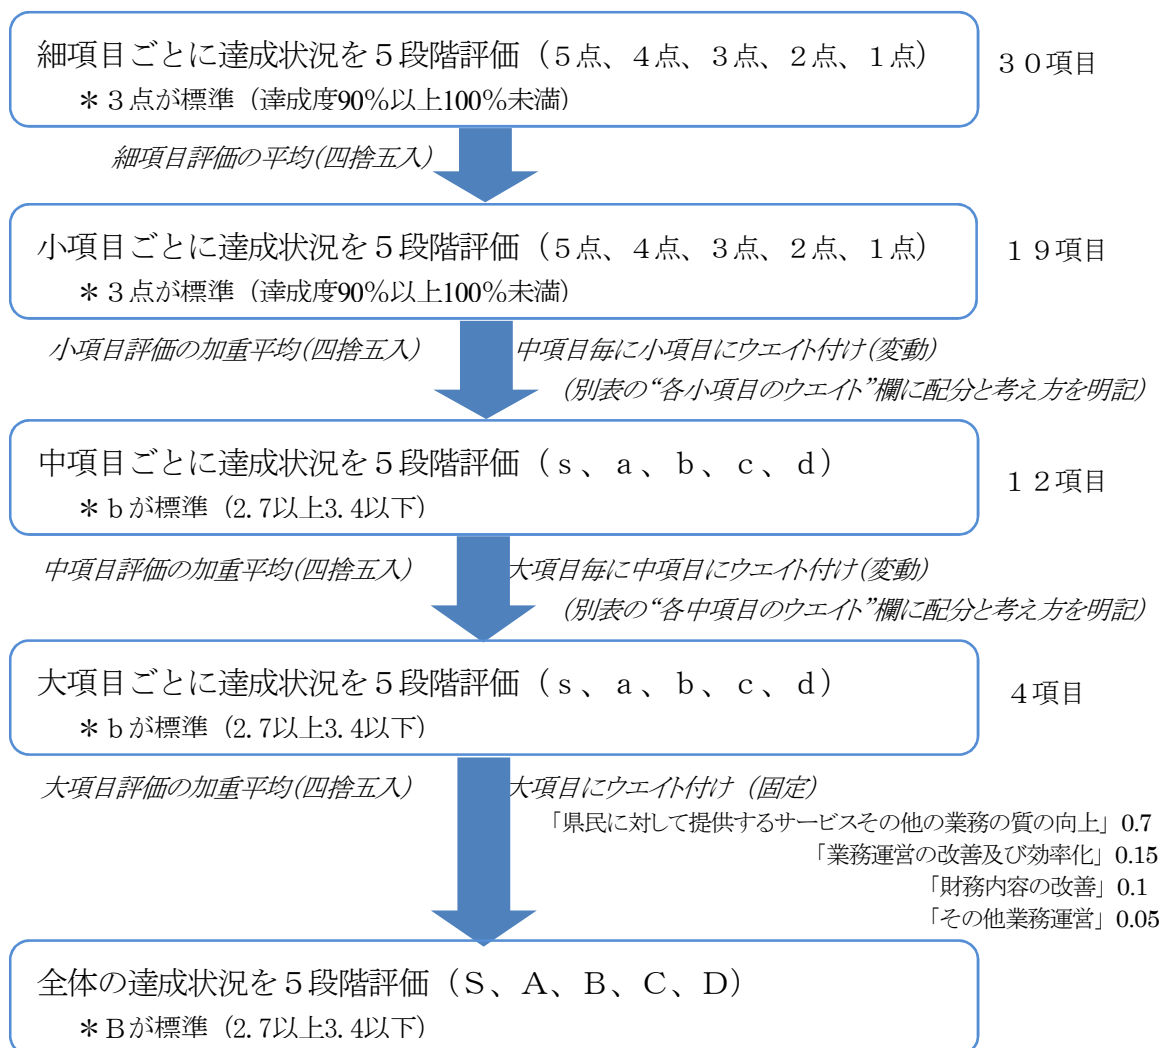 細項目ごとに達成状況を５段階評価（５点、４点、３点、２点、１点）
３０項目
＊３点が標準（達成度90％以上100％未満）
細項目評価の平均（四捨五入）
小項目ごとに達成状況を５段階評価（５点、４点、３点、２点、１点）
１９項目
＊３点が標準（達成度90％以上100％未満）
小項目評価の加重平均（四捨五入）
中項目毎に小項目にウエイト付け（変動）
（別表の“各小項目のウエイト”欄に配分と考え方を明記）
中項目ごとに達成状況を５段階評価（ｓ、ａ、ｂ、ｃ、ｄ）
１２項目
＊ｂが標準（2.7以上3.4以下）
中項目評価の加重平均（四捨五入）
大項目毎に中項目にウエイト付け（変動）
（別表の“各中項目のウエイト”欄に配分と考え方を明記）
大項目ごとに達成状況を５段階評価（ｓ、ａ、ｂ、ｃ、ｄ）
４項目
＊ｂが標準（2.7以上3.4以下）
大項目評価の加重平均（四捨五入）
大項目にウエイト付け（固定）
「県民に対して提供するサービスその他の業務の質の向上」0.7
「業務運営の改善及び効率化」0.15
「財務内容の改善」0.1
「その他業務運営」0.05
全体の達成状況を５段階評価（Ｓ、Ａ、Ｂ、Ｃ、Ｄ）
＊Ｂが標準（2.7以上3.4以下）